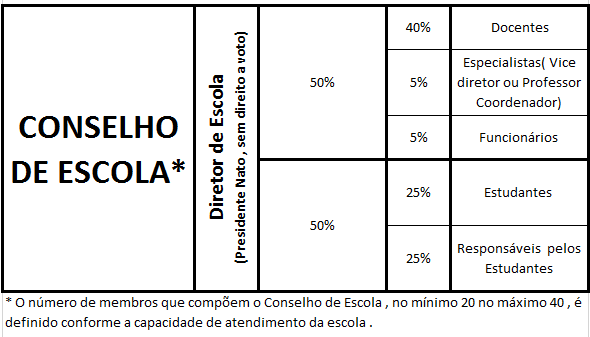 CONSELHO
DE ESCOLA*
Diretor de Escola
(Presidente Nato , sem direito a voto)
50%
40%
Docentes
5%
Especialistas( Vice
diretor ou Professor
Coordenador)
5%
Funcionários
50%
25%
Estudantes
25%
Responsáveis pelos
Estudantes
* O número de membros que compõem o Conselho de Escola , no mínimo 20 no máximo 40 , é
definido conforme a capacidade de atendimento da escola .